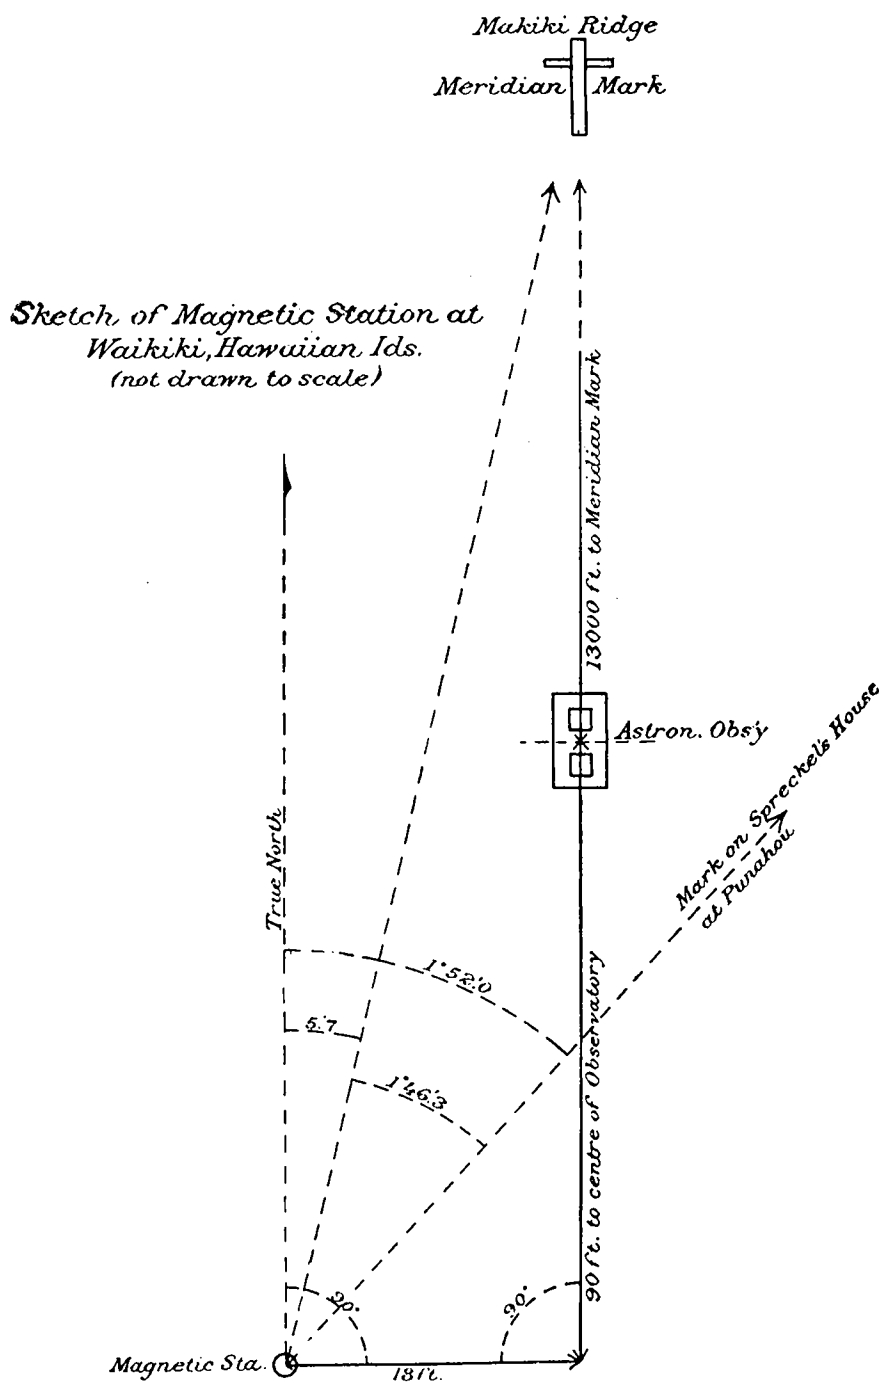 Makiki Ridge
Meridian Mark
Sketch of Magnetic Station at
Waikiki, Hawaiian Ids.
(not drawn to scale)
13000 ft. to Meridian Mark
Astron. Obs'y
Mark on Spreckel's House
at Punahou
True North
1°52.'0
5.'7
1°46.'3
90 ft. to centre of Observatory
90°
90°
Magnetic Sta.
18 ft.